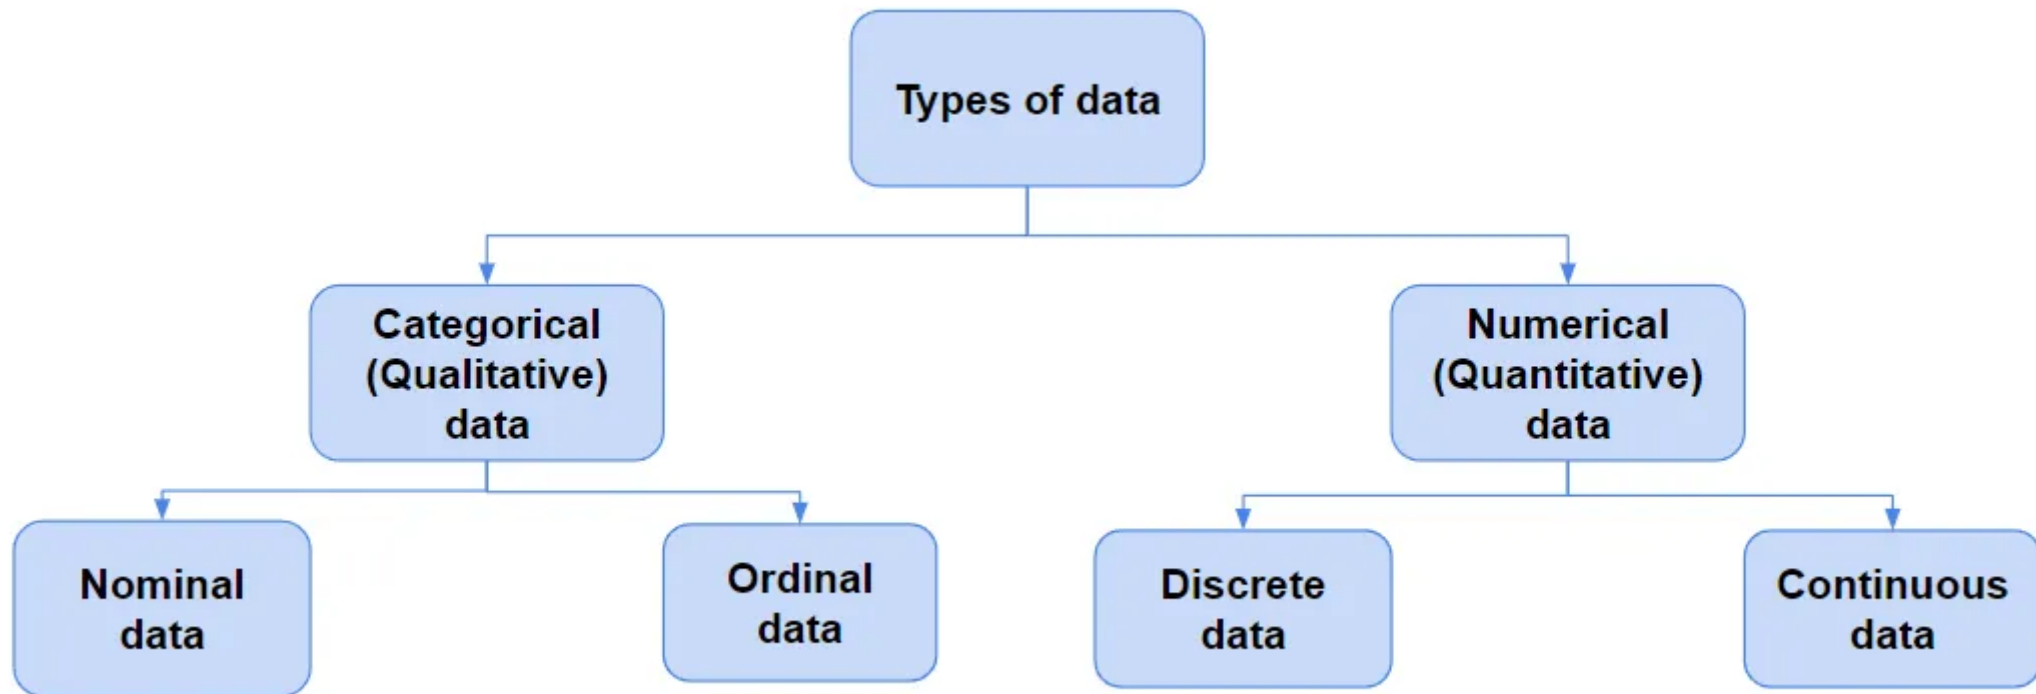 Types of data
Categorical
(Qualitative)
data
Numerical
(Quantitative)
data
Nominal
data
Ordinal
data
Discrete
data
Continuous
data